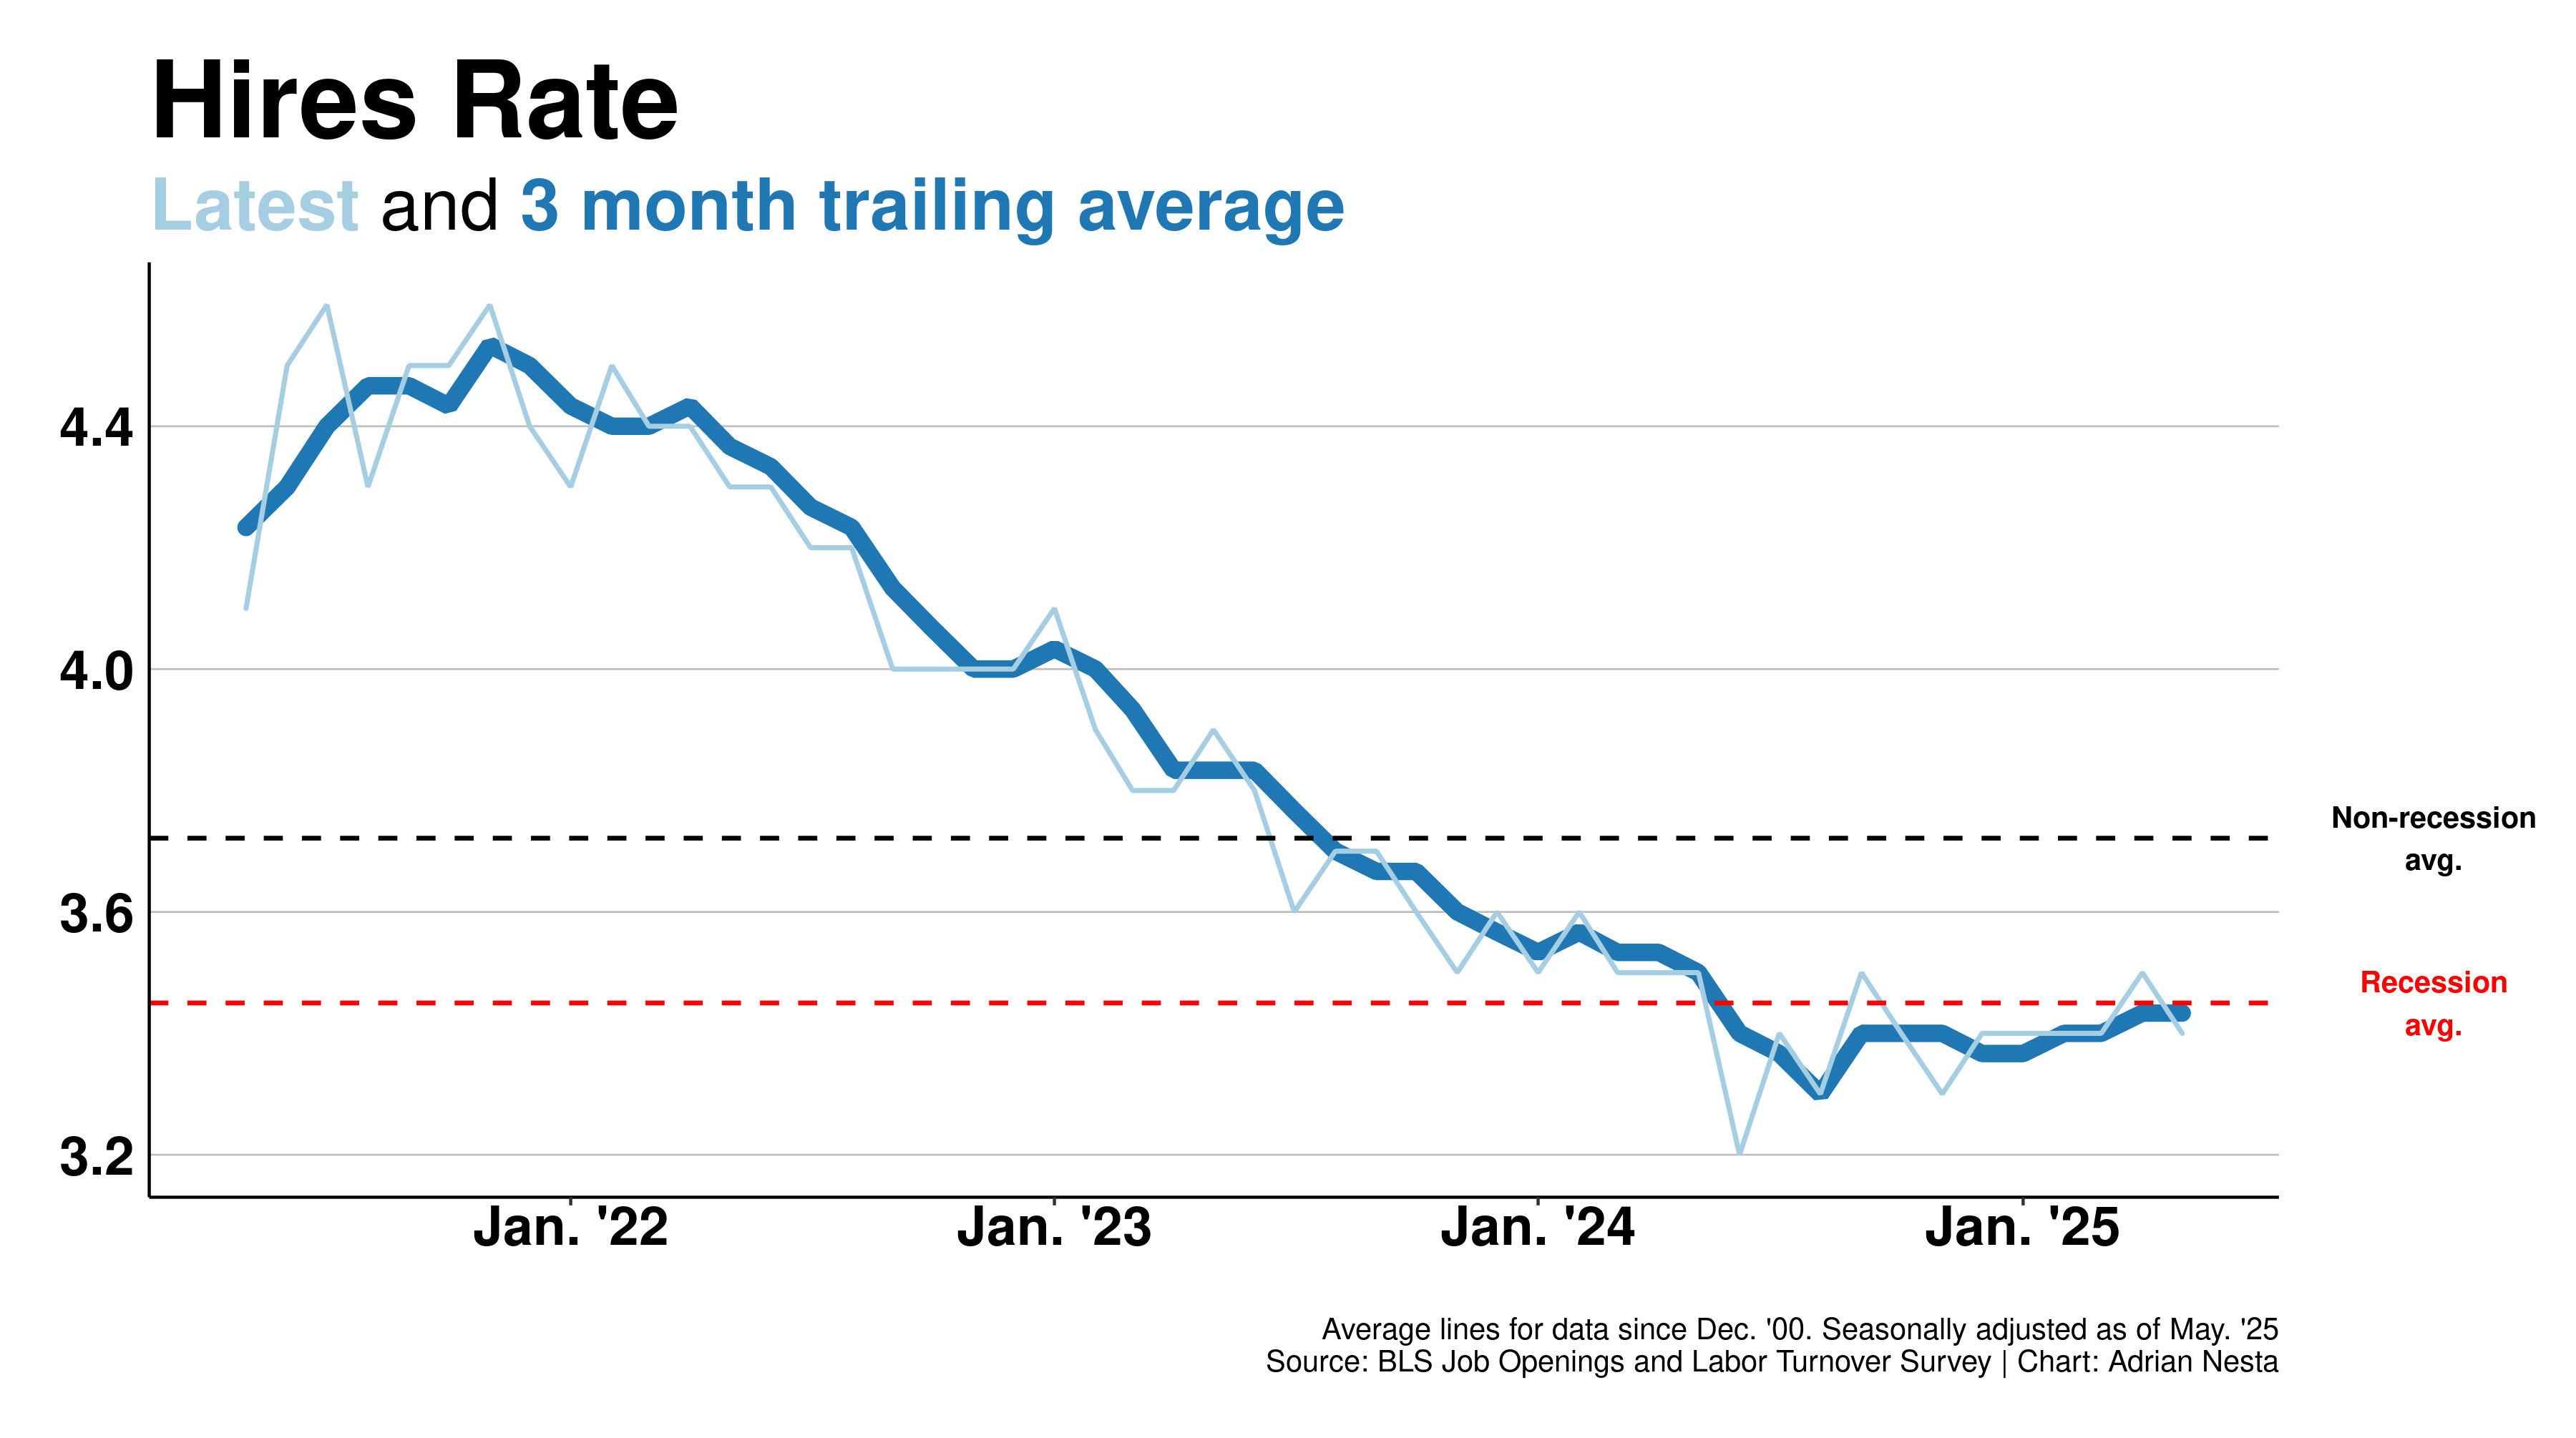 Hires Rate
Latest and 3 month trailing average
4.4
4.0
3.6
3.2
Non-recession
avg.
Recession
avg.
Jan. '22
Jan. '23
Jan. '24
Jan. '25
Average lines for data since Dec. '00. Seasonally adjusted as of May. '25
Source: BLS Job Openings and Labor Turnover Survey | Chart: Adrian Nesta